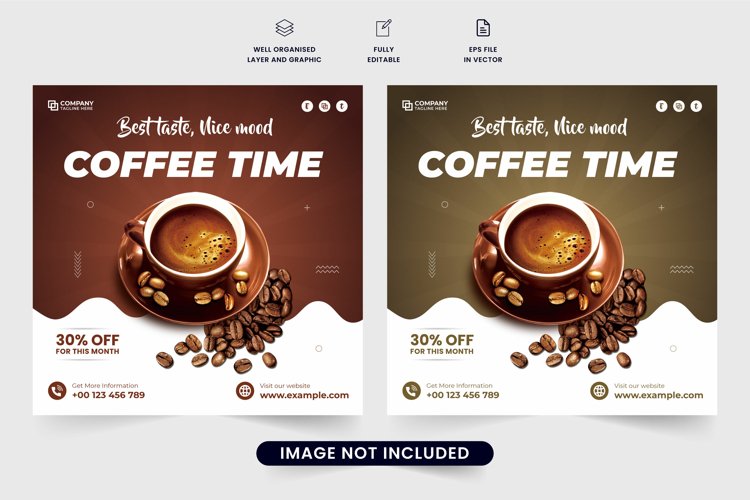 WELL ORGANISED
LAYER AND GRAPHIC
FULLY
EDITABLE
EPS FILE
IN VECTOR
COMPANY
TAGLINE HERE
Best taste, Nice mood
COFFEE TIME
30% OFF
FOR THIS MONTH
Get More Information
+00 123 456 789
Visit our website
www.example.com
COMPANY
TAGLINE HERE
Best taste, Nice mood
COFFEE TIME
30% OFF
FOR THIS MONTH
Get More Information
+00 123 456 789
Visit our website
www.example.com
IMAGE NOT INCLUDED